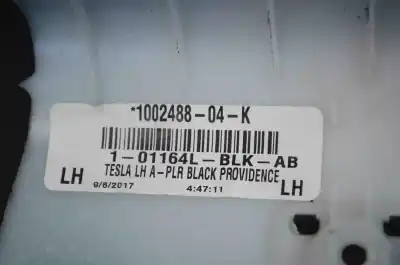 *1002488-04-K
1-01164L-BLK-AB
TESLA LH A-PLR BLACK PROVIDENCE
LH 9/6/2017 4:47:11 LH